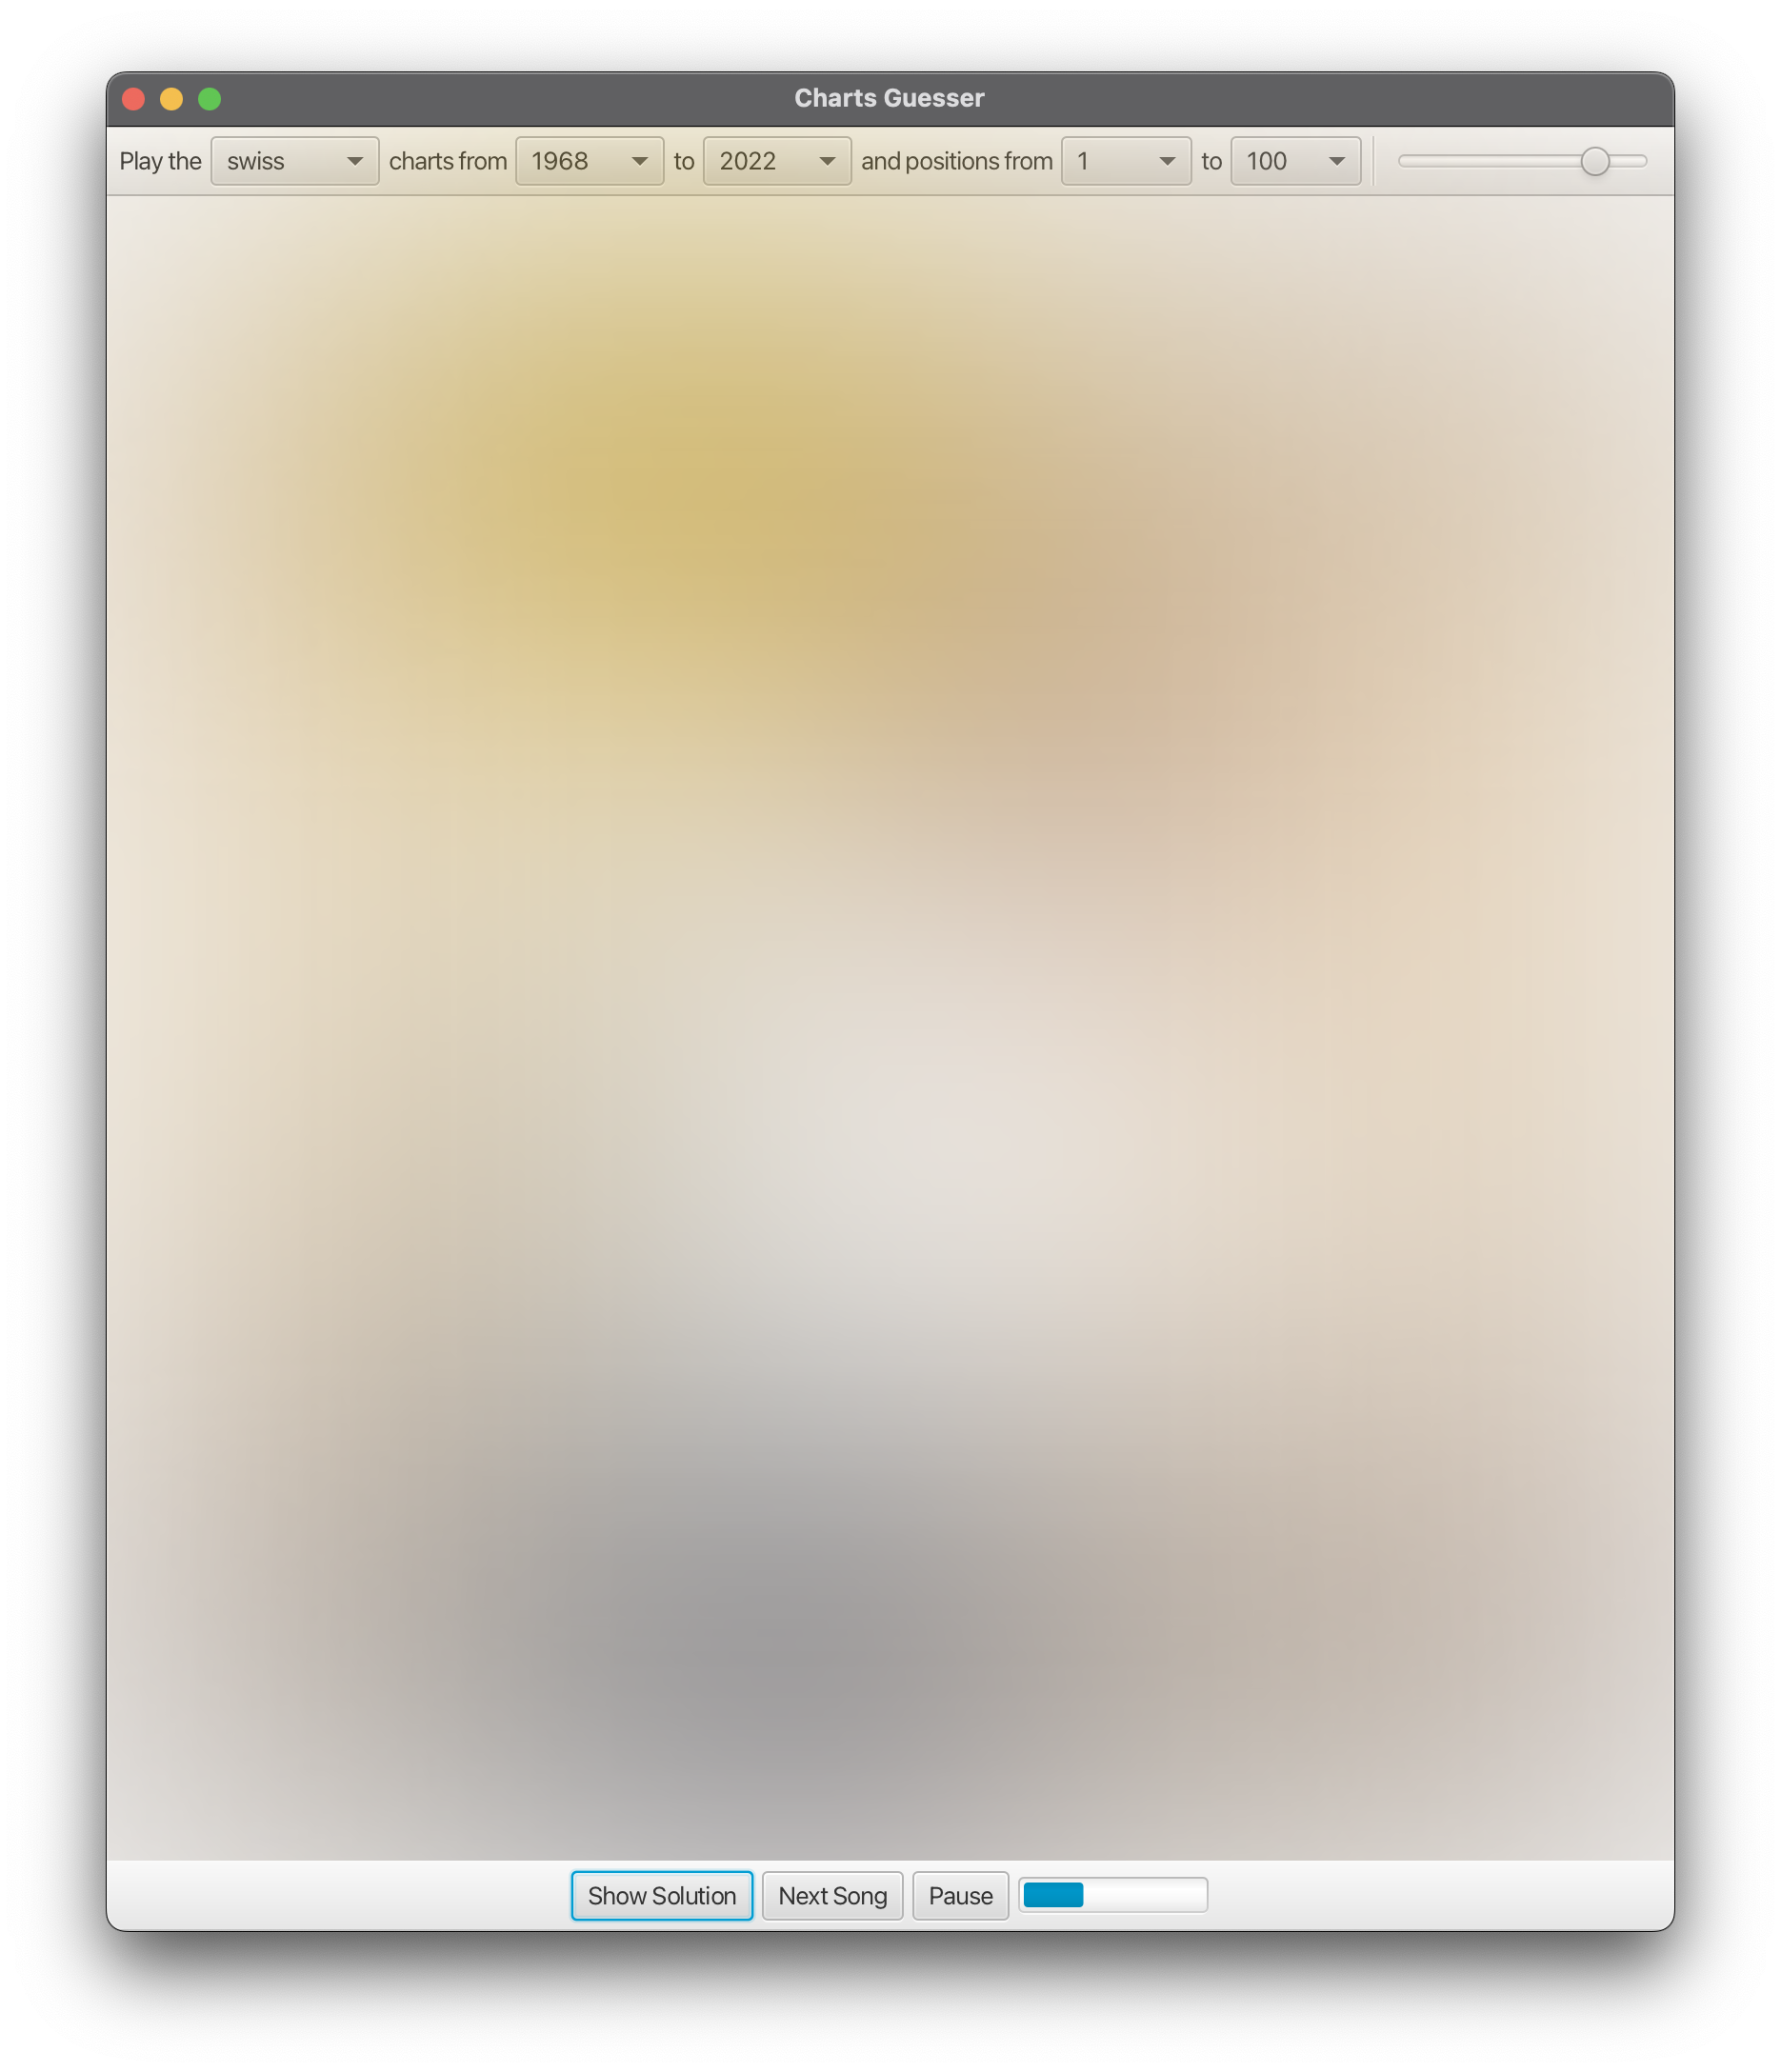 Charts Guesser
Play the swiss charts from 1968 to 2022 and positions from 1 to 100
Show Solution Next Song Pause